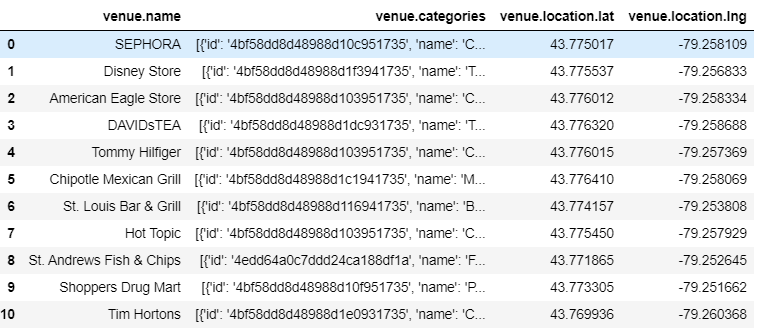 venue.name venue.categories venue.location.lat venue.location.lng
0 SEPHORA [{'id': '4bf58dd8d48988d10c951735', 'name': 'C... 43.775017 -79.258109
1 Disney Store [{'id': '4bf58dd8d48988d1f3941735', 'name': 'T... 43.775537 -79.256833
2 American Eagle Store [{'id': '4bf58dd8d48988d103951735', 'name': 'C... 43.776012 -79.258334
3 DAVIDsTEA [{'id': '4bf58dd8d48988d1dc931735', 'name': 'T... 43.776320 -79.258688
4 Tommy Hilfiger [{'id': '4bf58dd8d48988d103951735', 'name': 'C... 43.776015 -79.257369
5 Chipotle Mexican Grill [{'id': '4bf58dd8d48988d1c1941735', 'name': 'M... 43.776410 -79.258069
6 St. Louis Bar & Grill [{'id': '4bf58dd8d48988d116941735', 'name': 'B... 43.774157 -79.253808
7 Hot Topic [{'id': '4bf58dd8d48988d103951735', 'name': 'C... 43.775450 -79.257929
8 St. Andrews Fish & Chips [{'id': '4edd64a0c7ddd24ca188df1a', 'name': 'F... 43.771865 -79.252645
9 Shoppers Drug Mart [{'id': '4bf58dd8d48988d10f951735', 'name': 'P... 43.773305 -79.251662
10 Tim Hortons [{'id': '4bf58dd8d48988d1e0931735', 'name': 'C... 43.769936 -79.260368